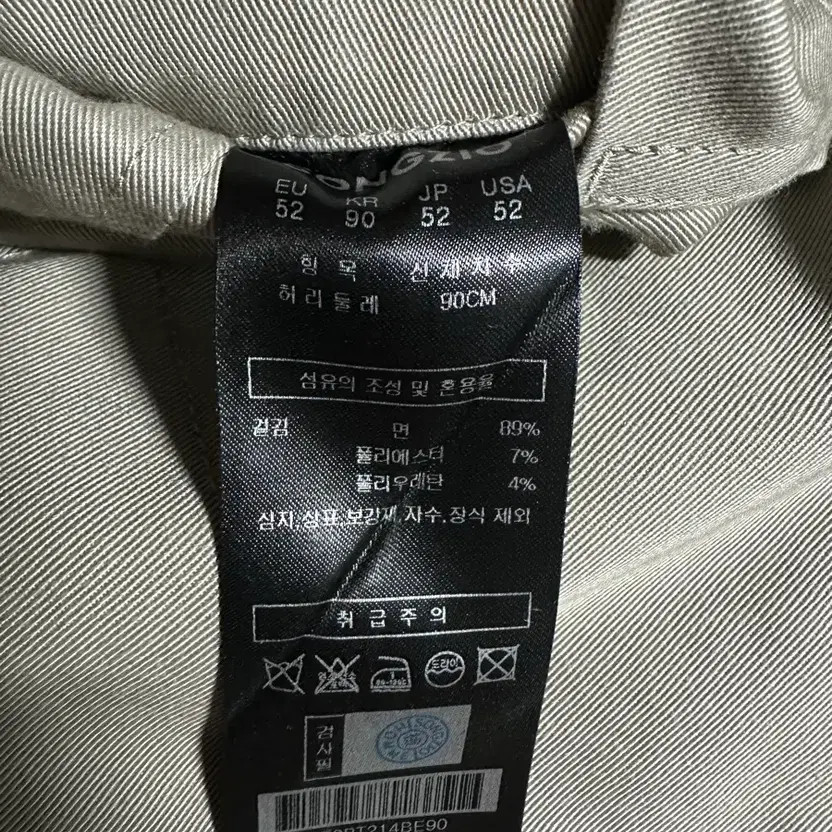 EU KR JP USA
52 90 52 52
항 목 신체치수
허리둘레 90CM
섬유의 조성 및 혼용율
겉감 면 89%
폴리에스터 7%
폴리우레탄 4%
심지,상표,보강재,자수,장식 제외
취급주의
드라이
검사필